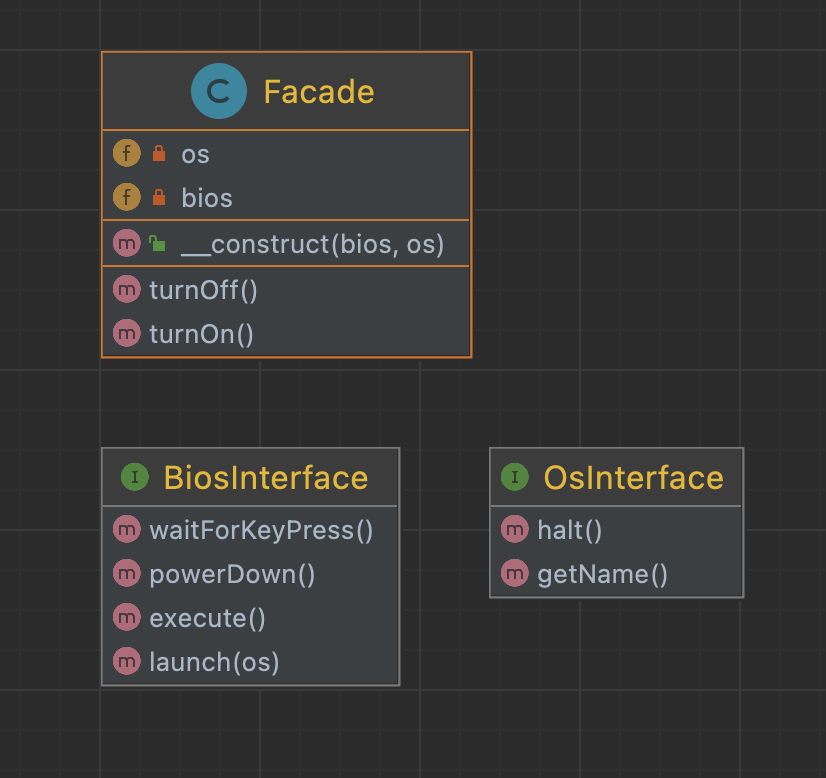 C Facade
f os
f bios
m __construct(bios, os)
m turnOff()
m turnOn()
I BiosInterface
m waitForKeyPress()
m powerDown()
m execute()
m launch(os)
I OsInterface
m halt()
m getName()